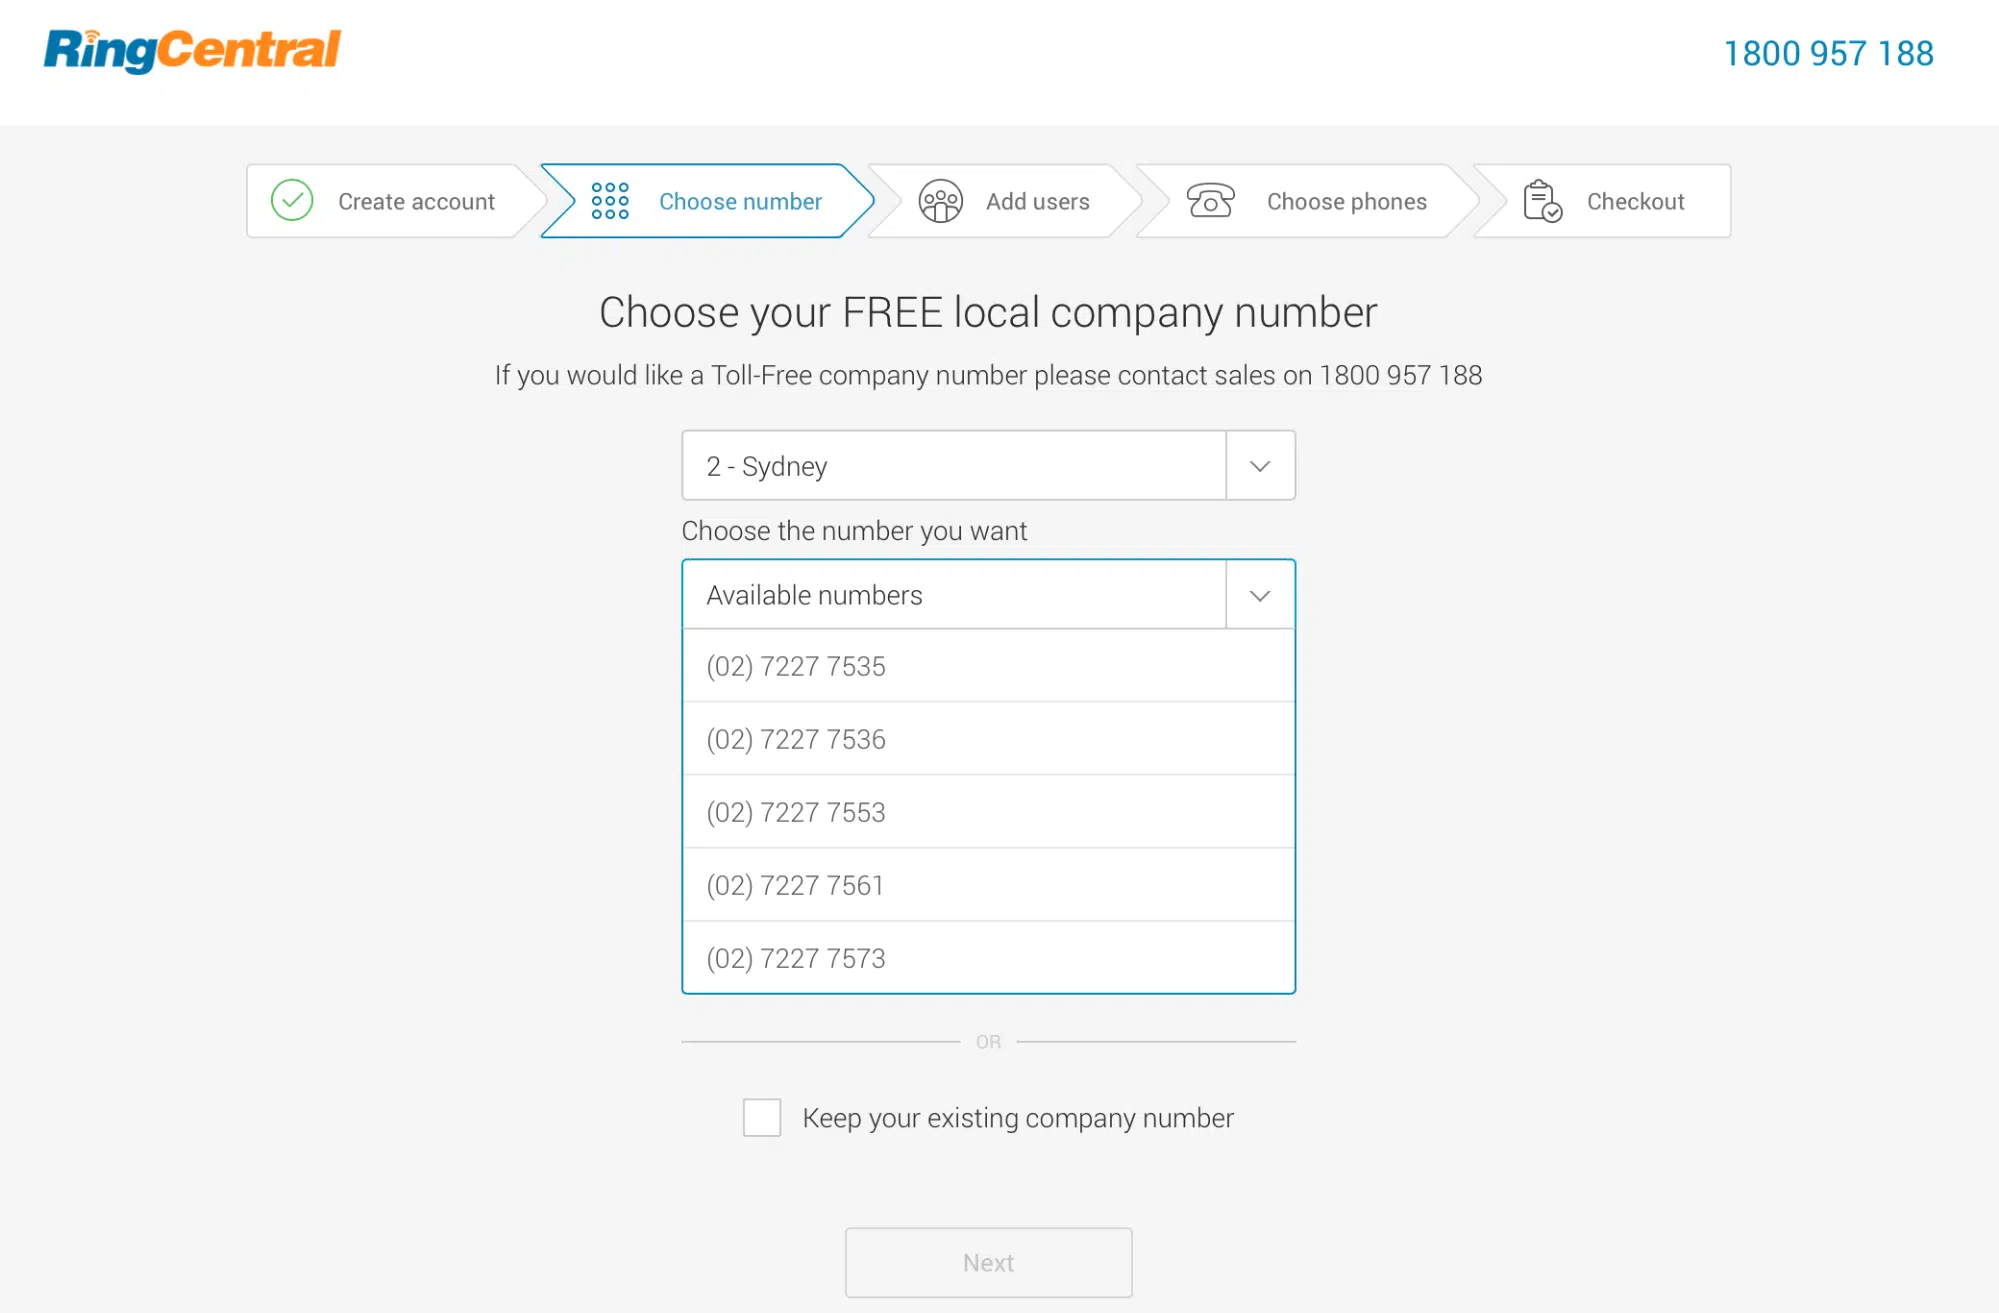 RingCentral
1800 957 188
Create account
Choose number
Add users
Choose phones
Checkout
Choose your FREE local company number
If you would like a Toll-Free company number please contact sales on 1800 957 188
2 - Sydney
Choose the number you want
Available numbers
(02) 7227 7535
(02) 7227 7536
(02) 7227 7553
(02) 7227 7561
(02) 7227 7573
OR
Keep your existing company number
Next